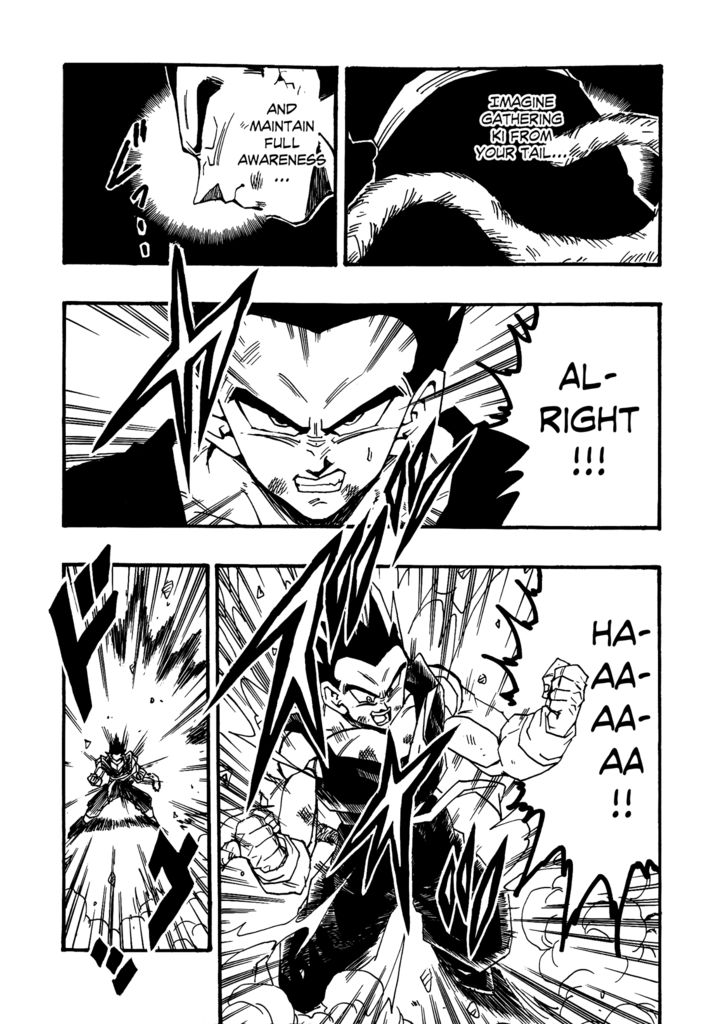 IMAGINE
GATHERING
KI FROM
YOUR TAIL...
AND
MAINTAIN
FULL
AWARENESS
...
AL-
RIGHT
!!!
HA-
AA-
AA-
AA
!!